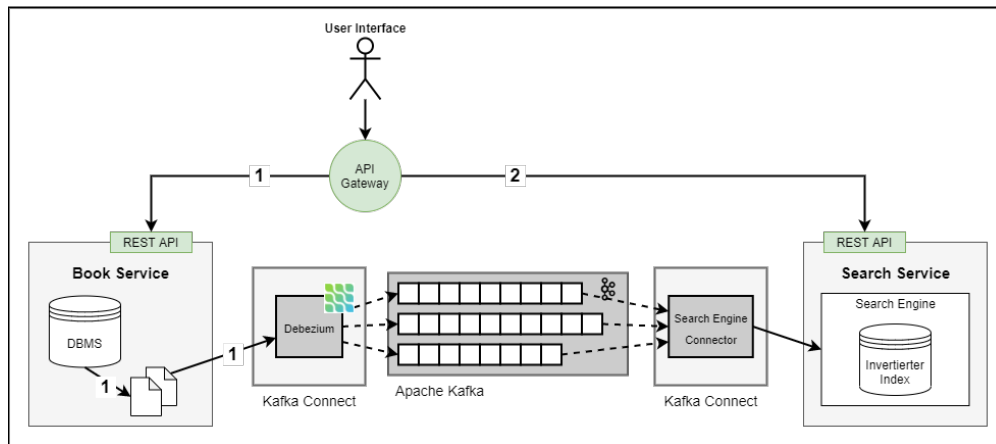 User Interface
API
Gateway
1
2
REST API
REST API
Book Service
Search Service
DBMS
1
1
Debezium
Kafka Connect
Apache Kafka
Search Engine
Connector
Kafka Connect
Search Engine
Invertierter
Index